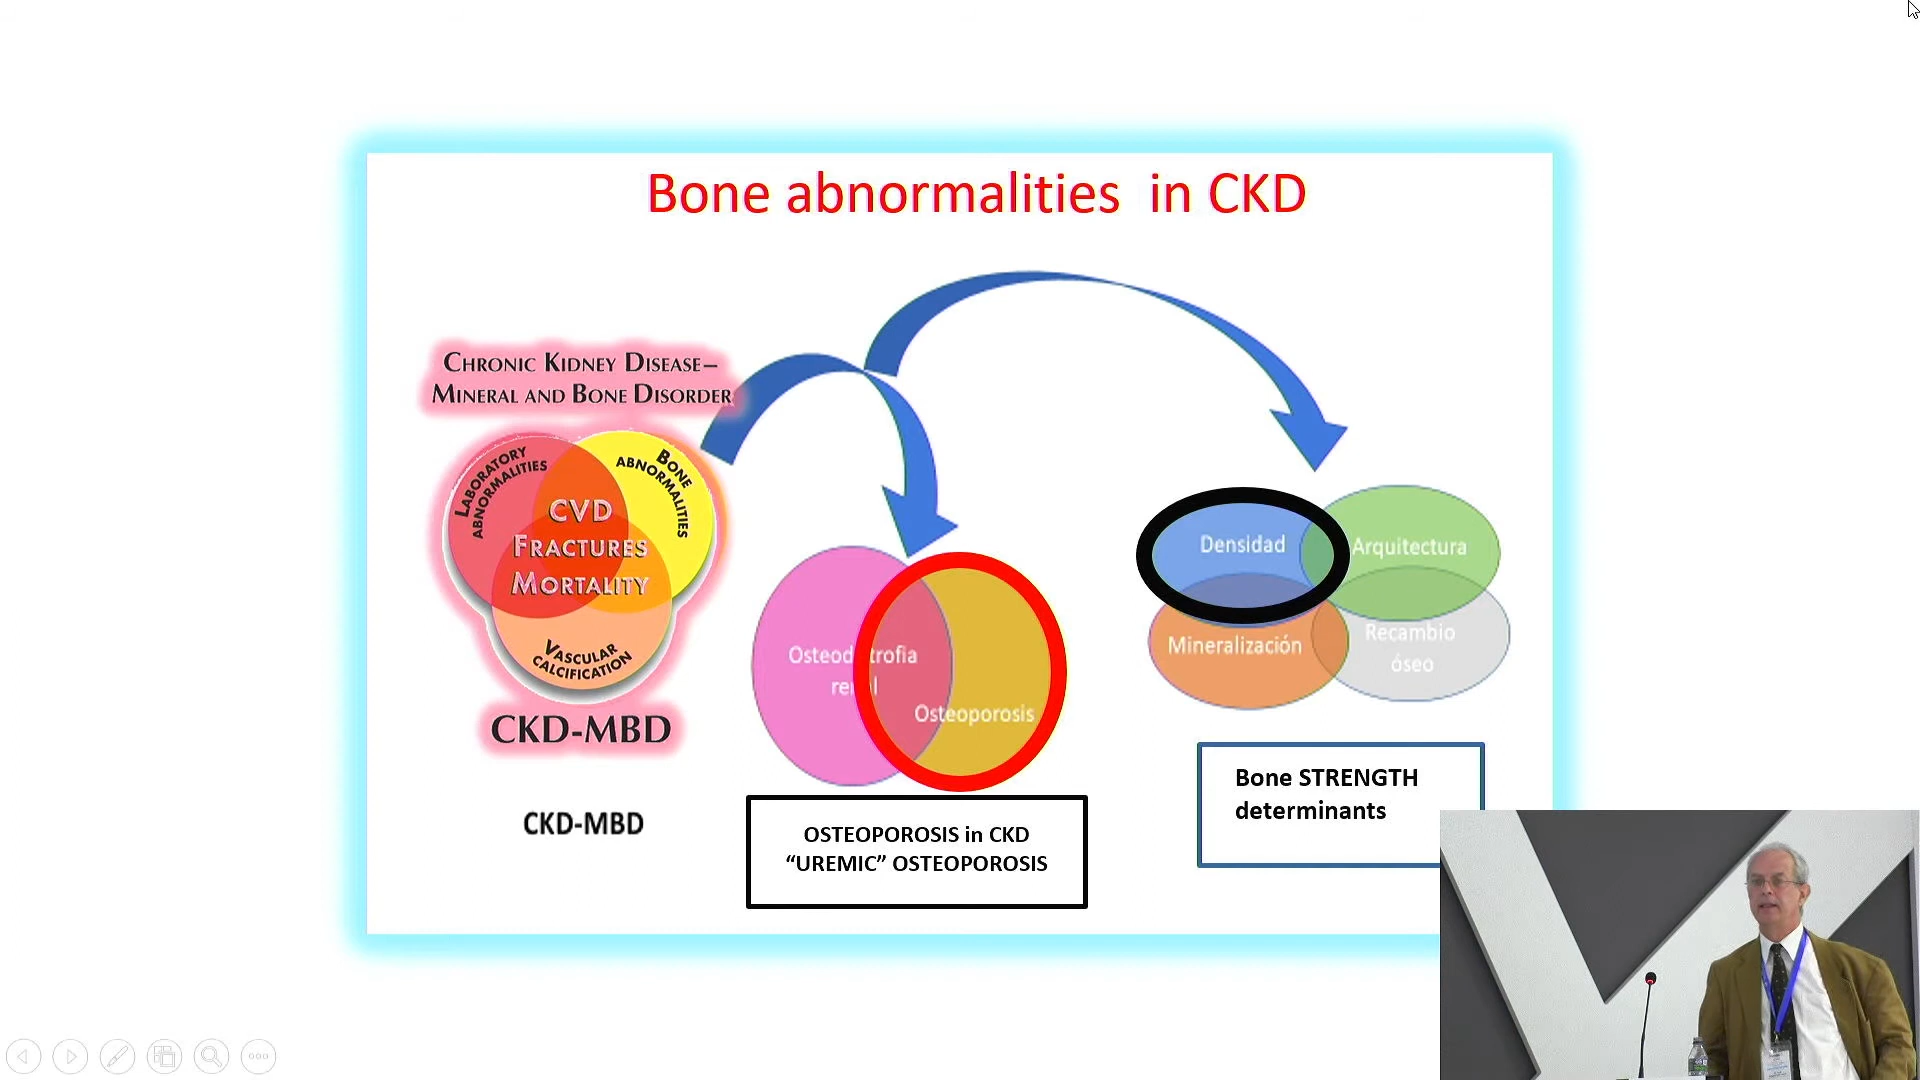 Bone abnormalities in CKD
CHRONIC KIDNEY DISEASE–
MINERAL AND BONE DISORDER
LABORATORY
ABNORMALITIES
BONE
ABNORMALITIES
CVD
FRACTURES
MORTALITY
VASCULAR
CALCIFICATION
CKD-MBD
CKD-MBD
Osteodistrofia
renal
Osteoporosis
OSTEOPOROSIS in CKD
“UREMIC” OSTEOPOROSIS
Densidad
Arquitectura
Mineralización
Recambio
óseo
Bone STRENGTH
determinants